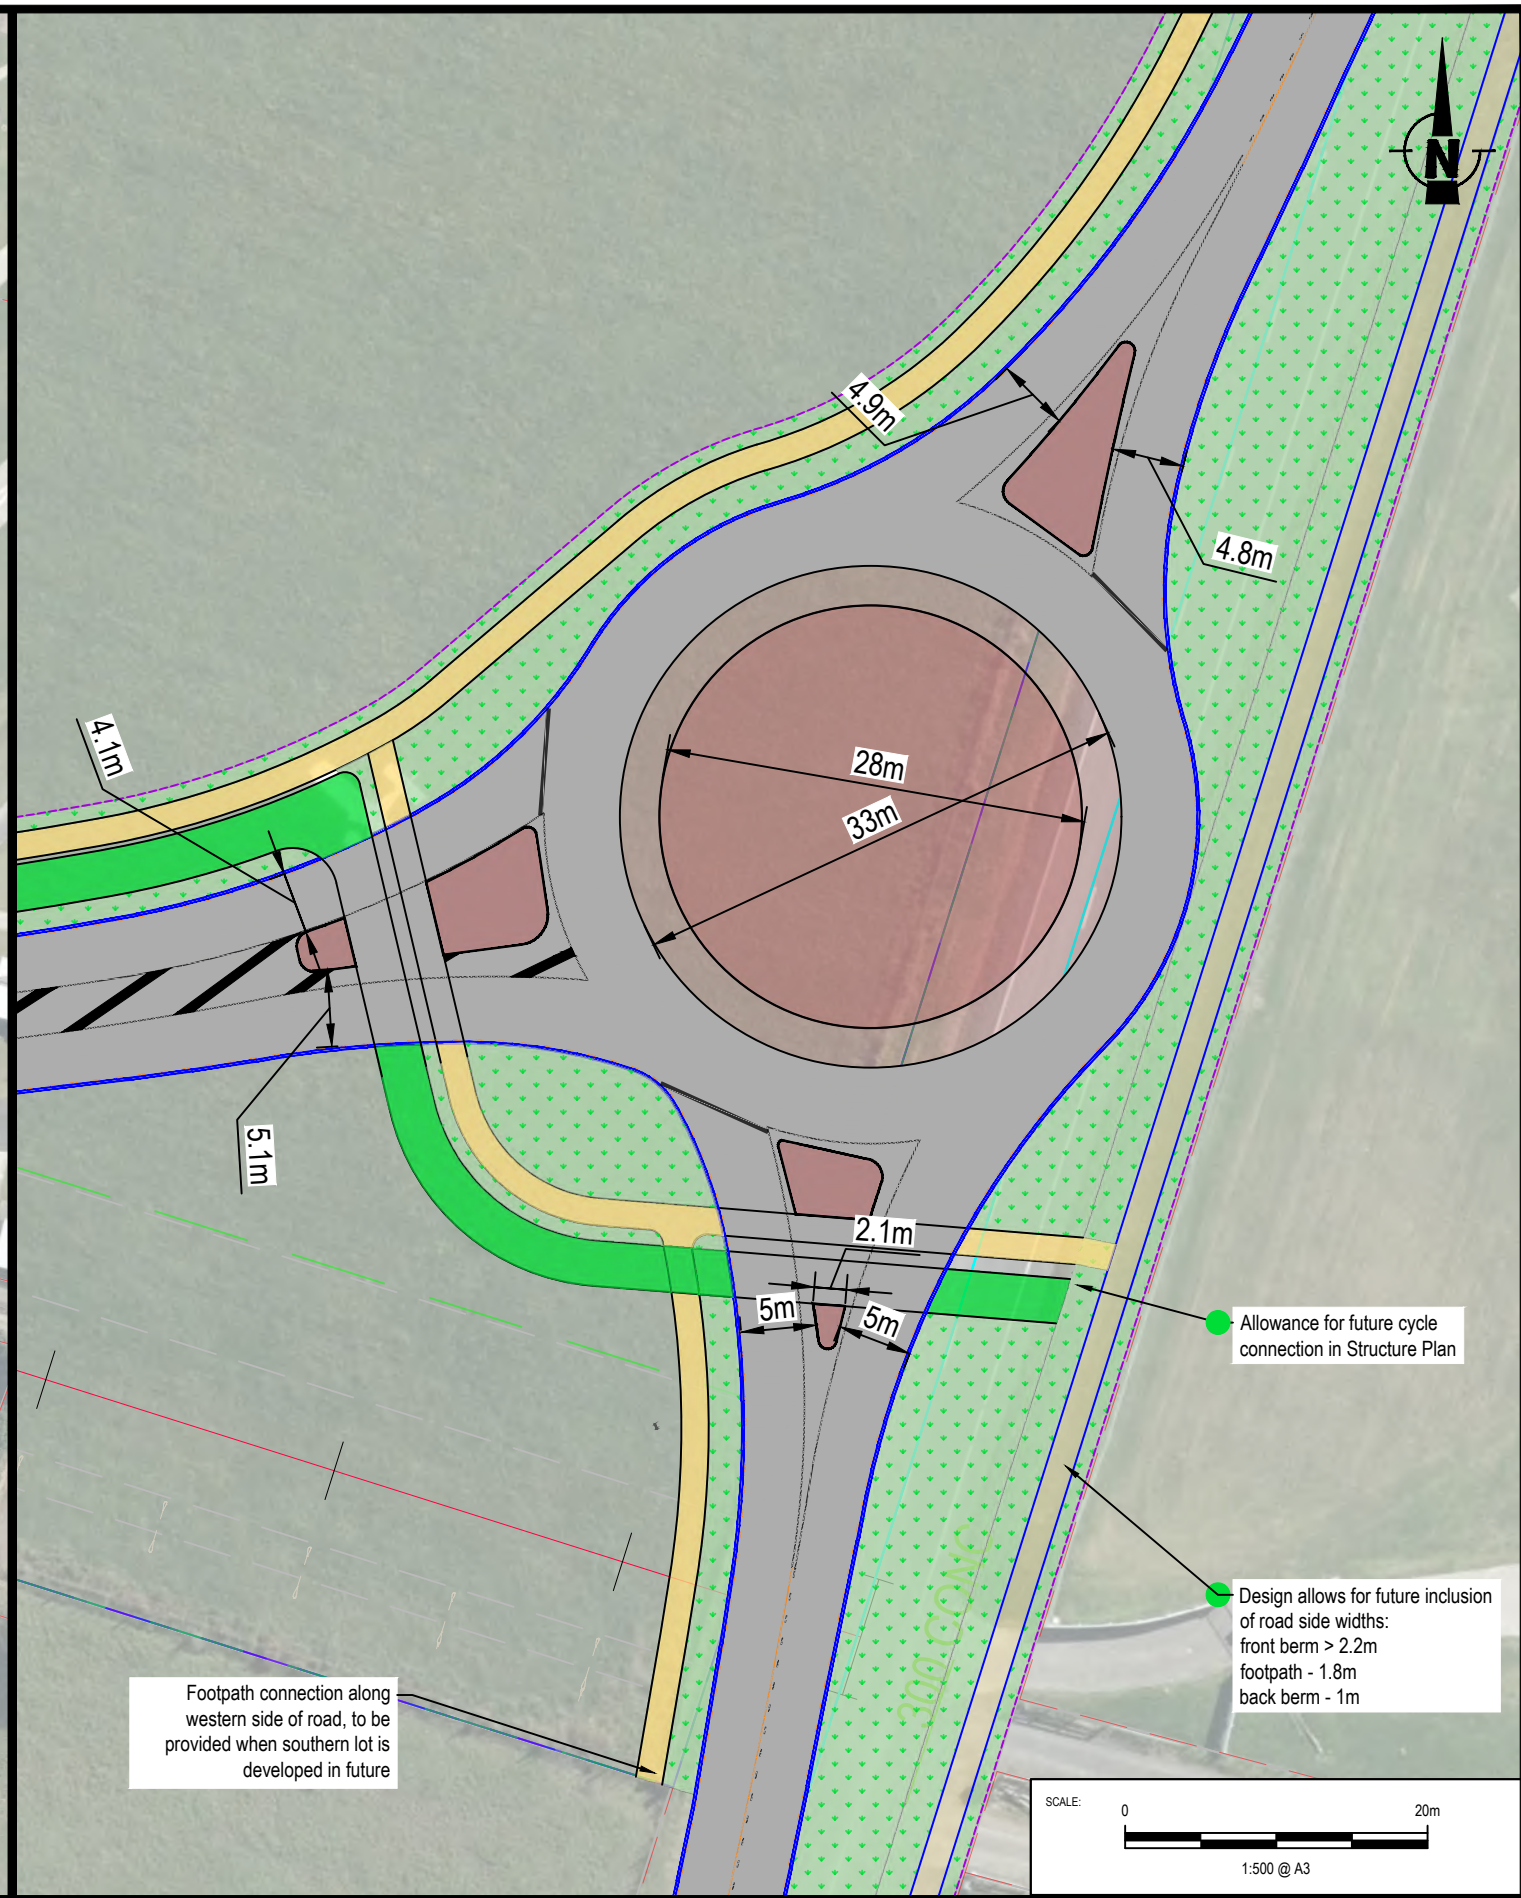 N
4.9m
4.8m
4.1m
28m
33m
5.1m
2.1m
5m
5m
Allowance for future cycle
connection in Structure Plan
300 CONC
Design allows for future inclusion
of road side widths:
front berm > 2.2m
footpath - 1.8m
back berm - 1m
Footpath connection along
western side of road, to be
provided when southern lot is
developed in future
SCALE:
0
20m
1:500 @ A3